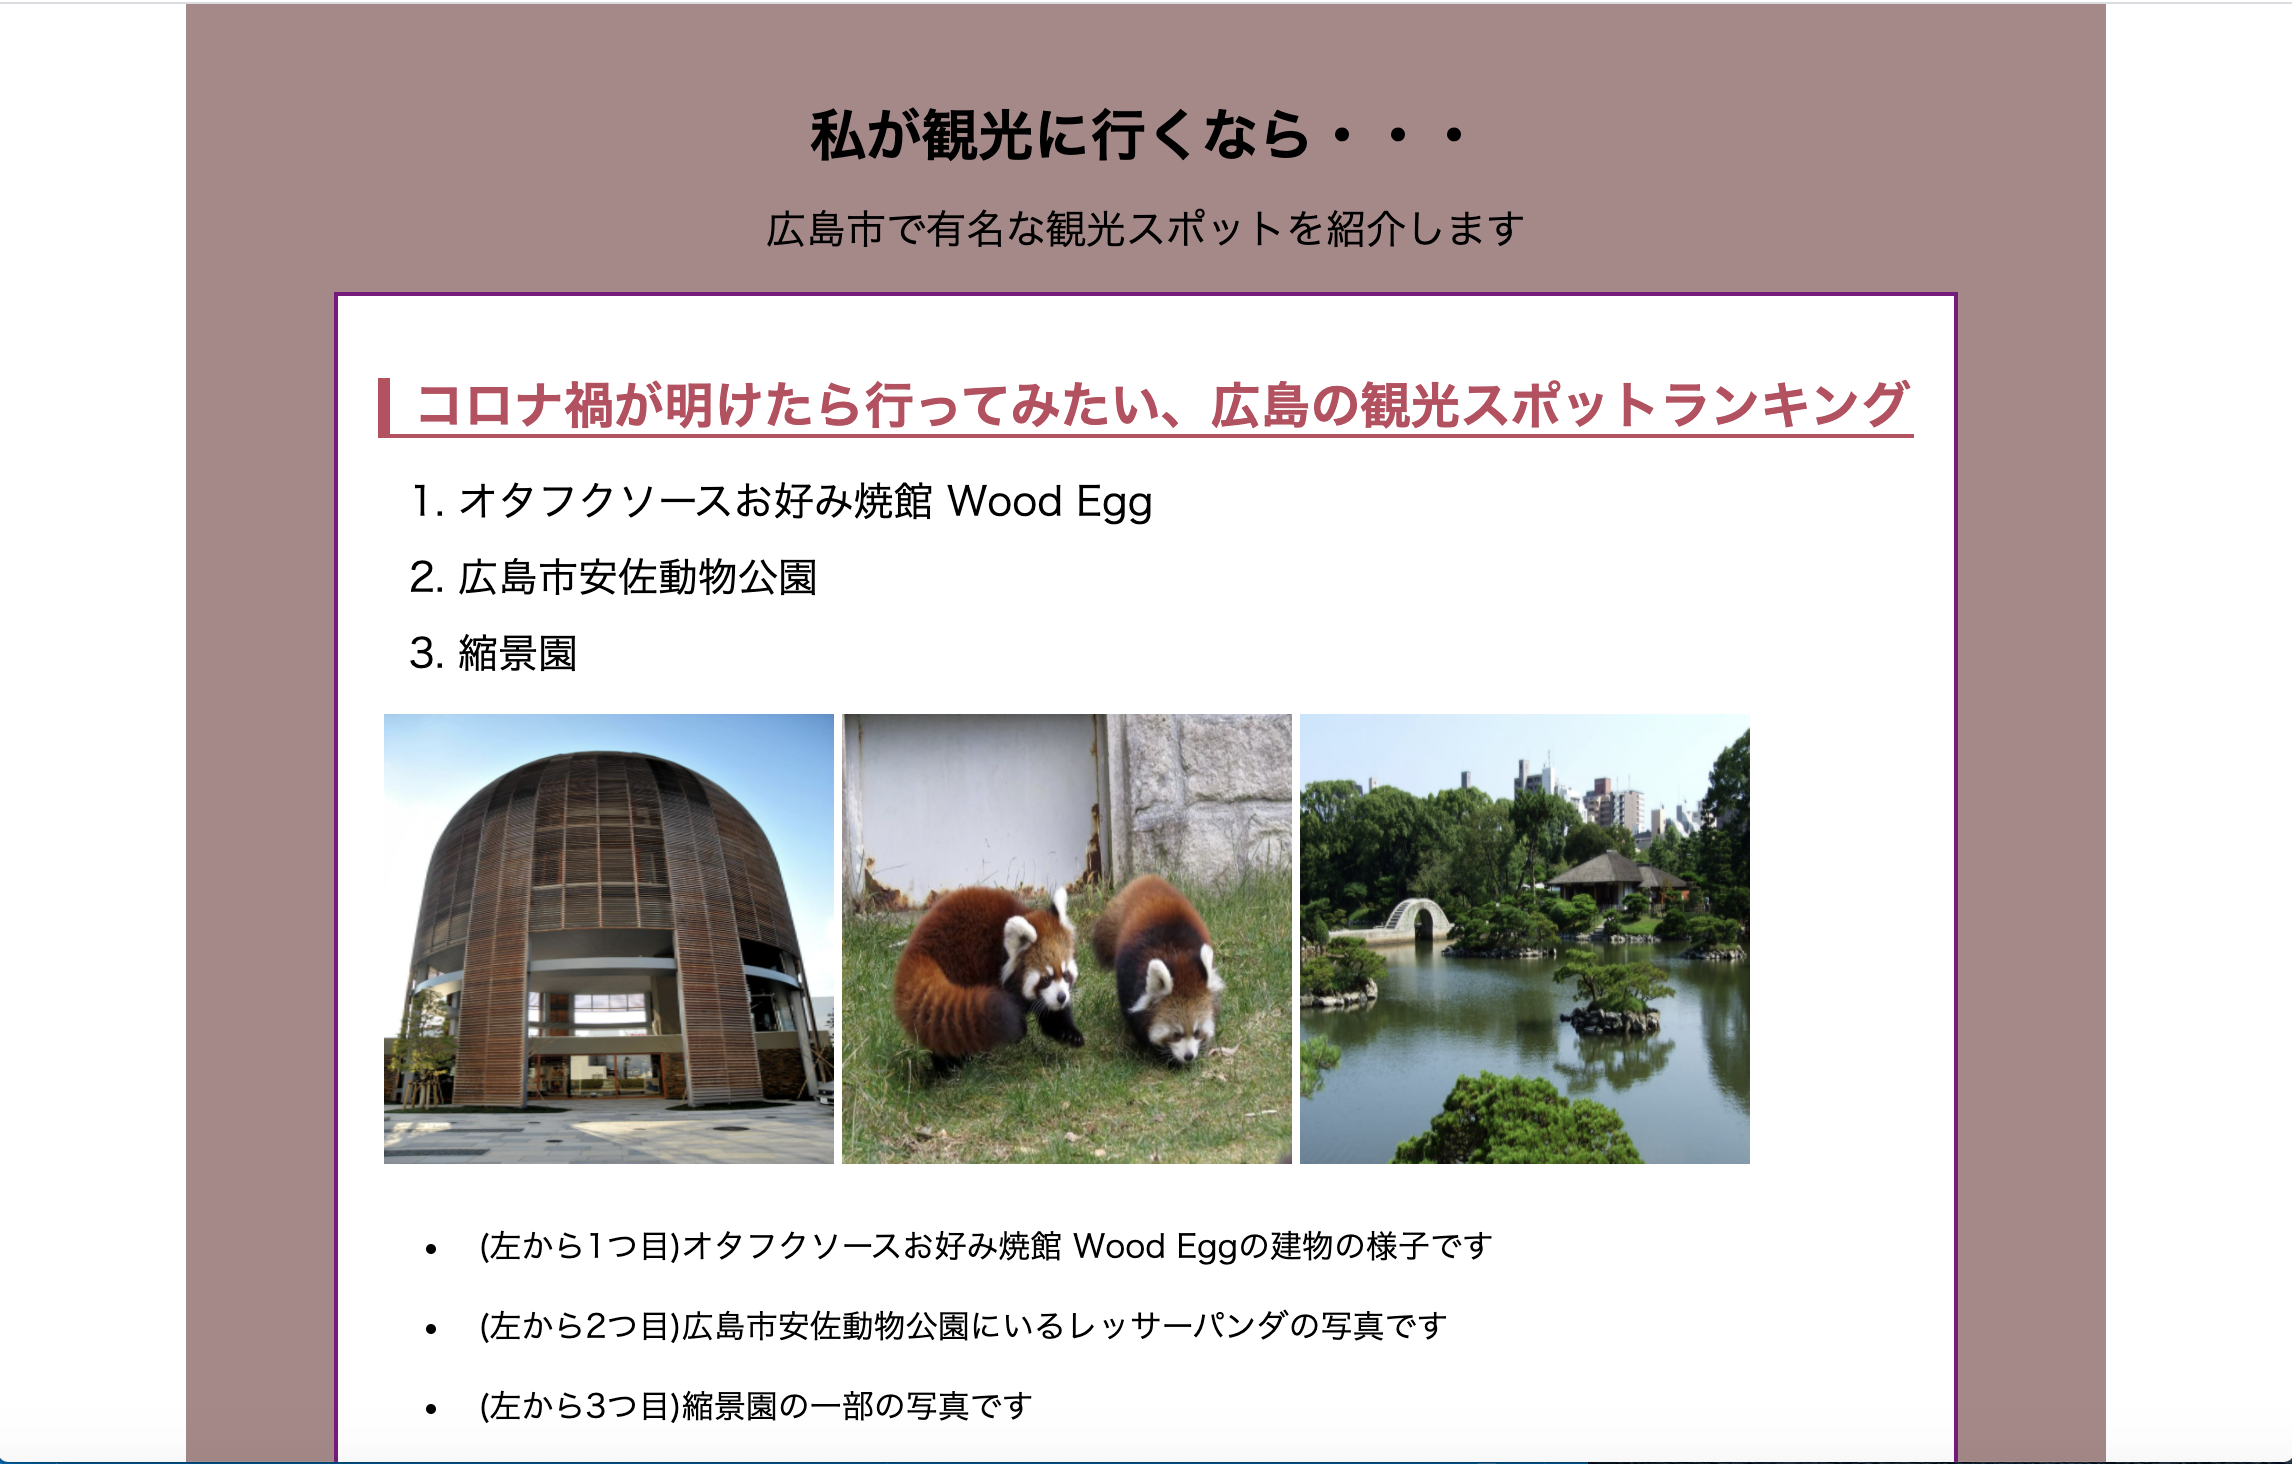 私が観光に行くなら・・・
広島市で有名な観光スポットを紹介します
コロナ禍が明けたら行ってみたい、広島の観光スポットランキング
1. オタフクソースお好み焼館 Wood Egg
2. 広島市安佐動物公園
3. 縮景園
• (左から1つ目)オタフクソースお好み焼館 Wood Eggの建物の様子です
• (左から2つ目)広島市安佐動物公園にいるレッサーパンダの写真です
• (左から3つ目)縮景園の一部の写真です